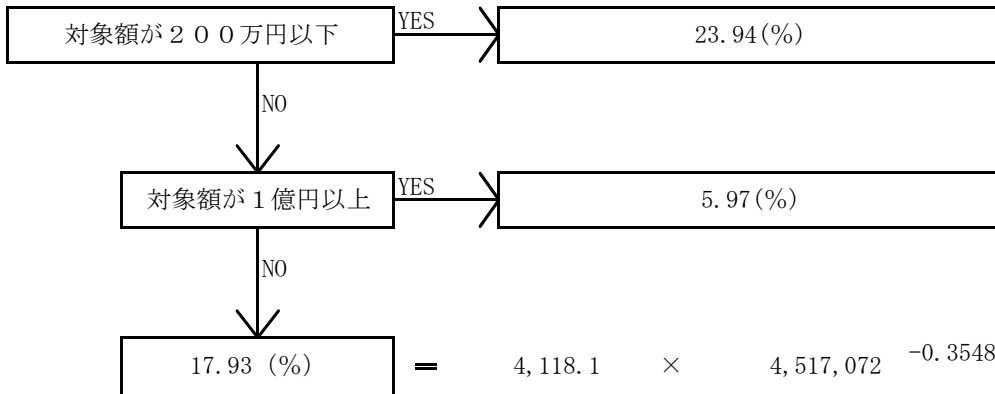 対象額が２００万円以下 YES 23.94(%)
NO
対象額が１億円以上 YES 5.97(%)
NO
17.93 (%) = 4,118.1 × 4,517,072 -0.3548